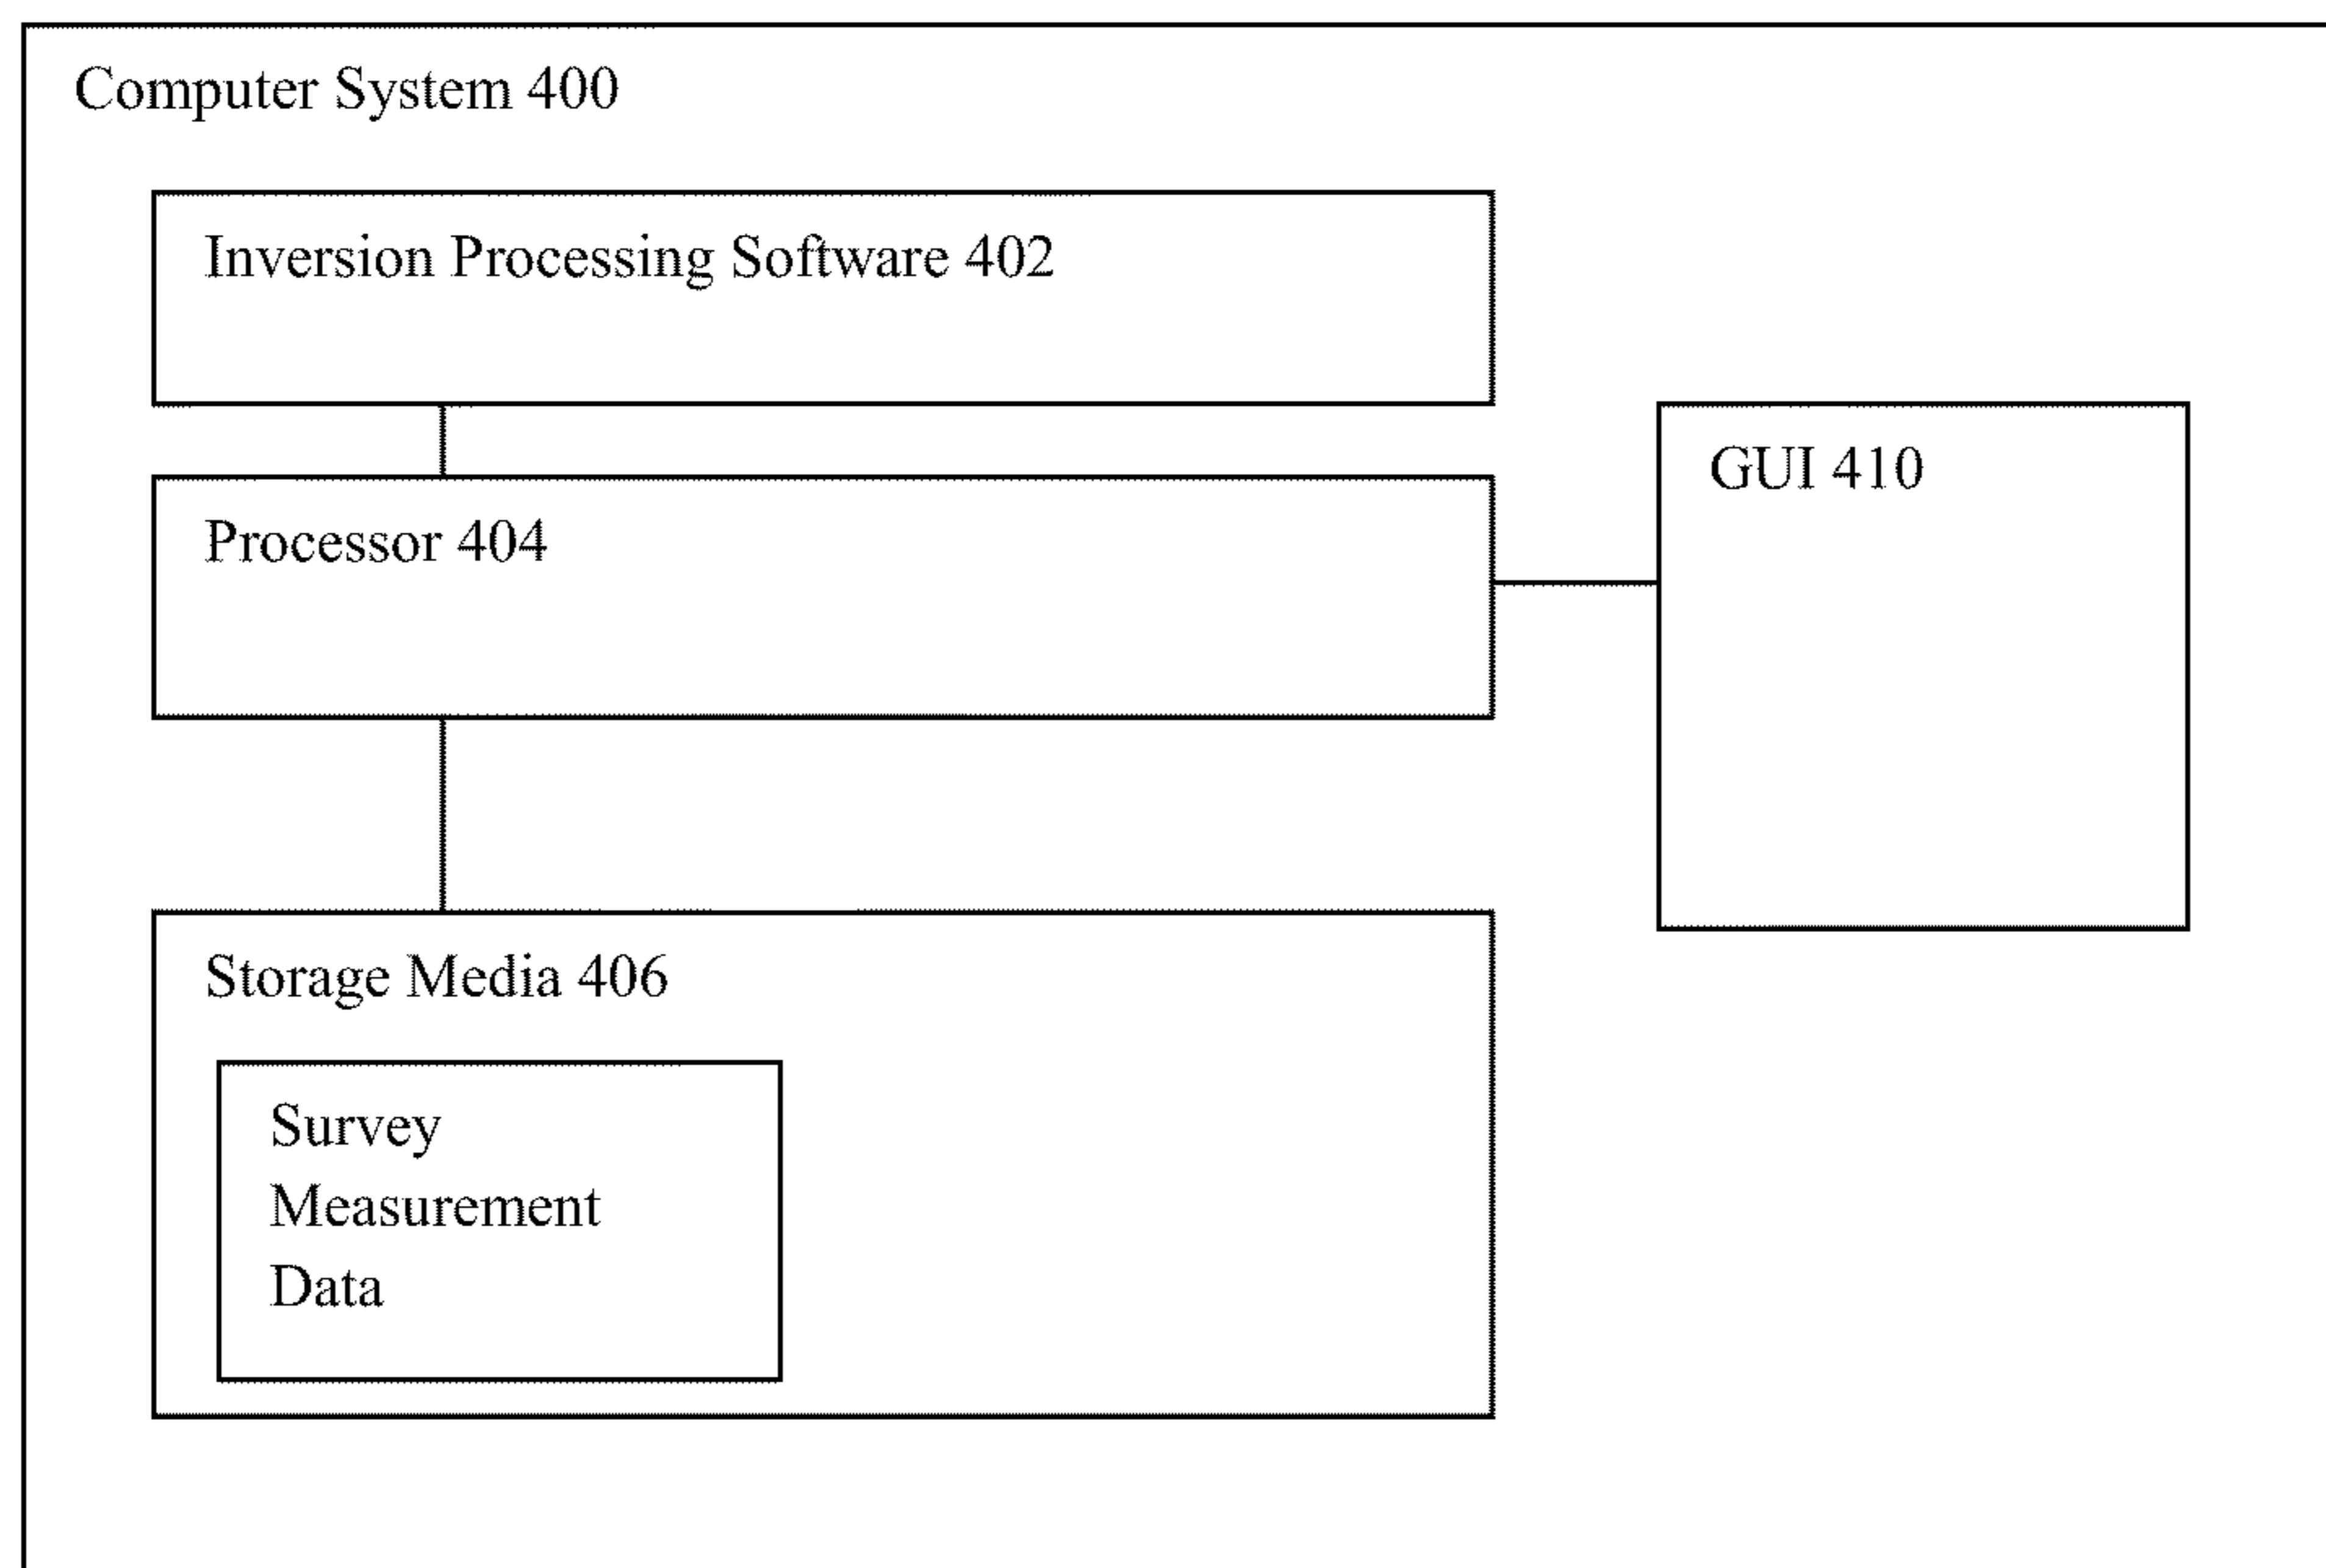 Computer System 400
Inversion Processing Software 402
Processor 404
GUI 410
Storage Media 406
Survey
Measurement
Data